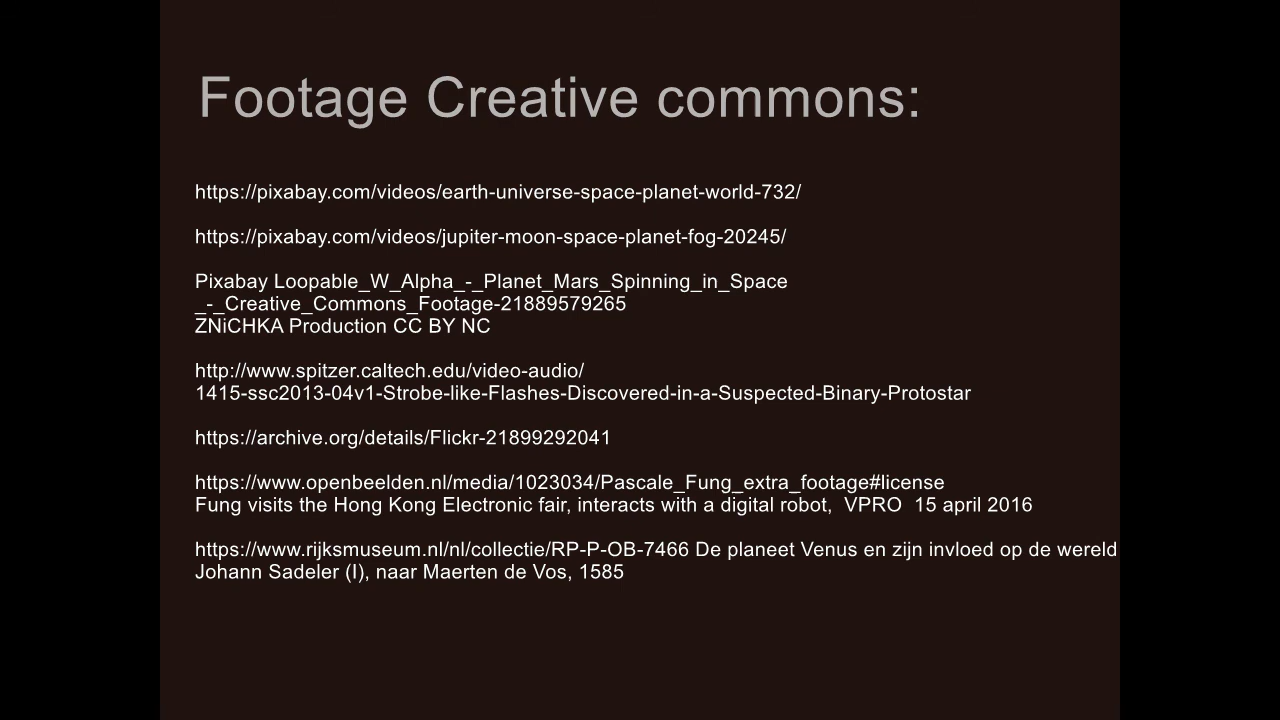 Footage Creative commons:
https://pixabay.com/videos/earth-universe-space-planet-world-732/
https://pixabay.com/videos/jupiter-moon-space-planet-fog-20245/
Pixabay Loopable_W_Alpha_-_Planet_Mars_Spinning_in_Space
_-_Creative_Commons_Footage-21889579265
ZNiCHKA Production CC BY NC
http://www.spitzer.caltech.edu/video-audio/
1415-ssc2013-04v1-Strobe-like-Flashes-Discovered-in-a-Suspected-Binary-Protostar
https://archive.org/details/Flickr-21899292041
https://www.openbeelden.nl/media/1023034/Pascale_Fung_extra_footage#license
Fung visits the Hong Kong Electronic fair, interacts with a digital robot,  VPRO  15 april 2016
https://www.rijksmuseum.nl/nl/collectie/RP-P-OB-7466 De planeet Venus en zijn invloed op de wereld
Johann Sadeler (I), naar Maerten de Vos, 1585